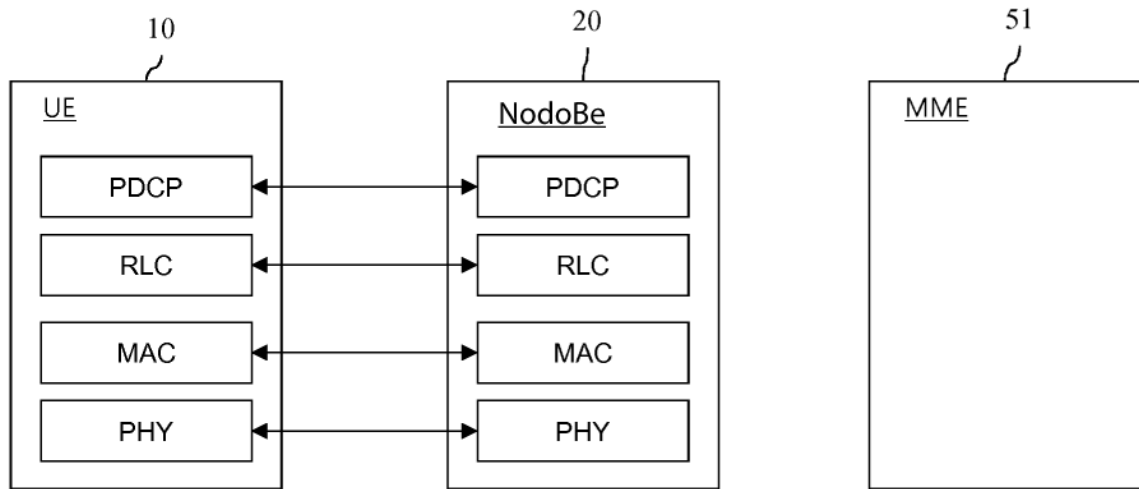 10
20
51
UE
NodoBe
MME
PDCP
PDCP
RLC
RLC
MAC
MAC
PHY
PHY